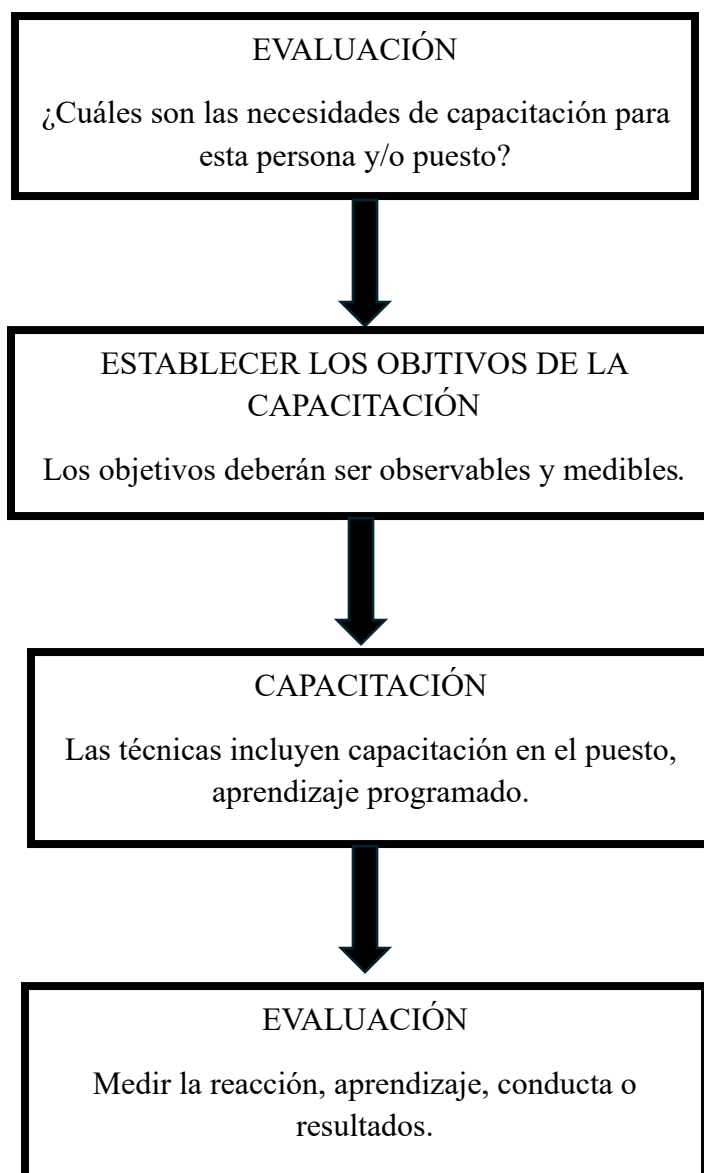 EVALUACIÓN
¿Cuáles son las necesidades de capacitación para
esta persona y/o puesto?
ESTABLECER LOS OBJTIVOS DE LA
CAPACITACIÓN
Los objetivos deberán ser observables y medibles.
CAPACITACIÓN
Las técnicas incluyen capacitación en el puesto,
aprendizaje programado.
EVALUACIÓN
Medir la reacción, aprendizaje, conducta o
resultados.